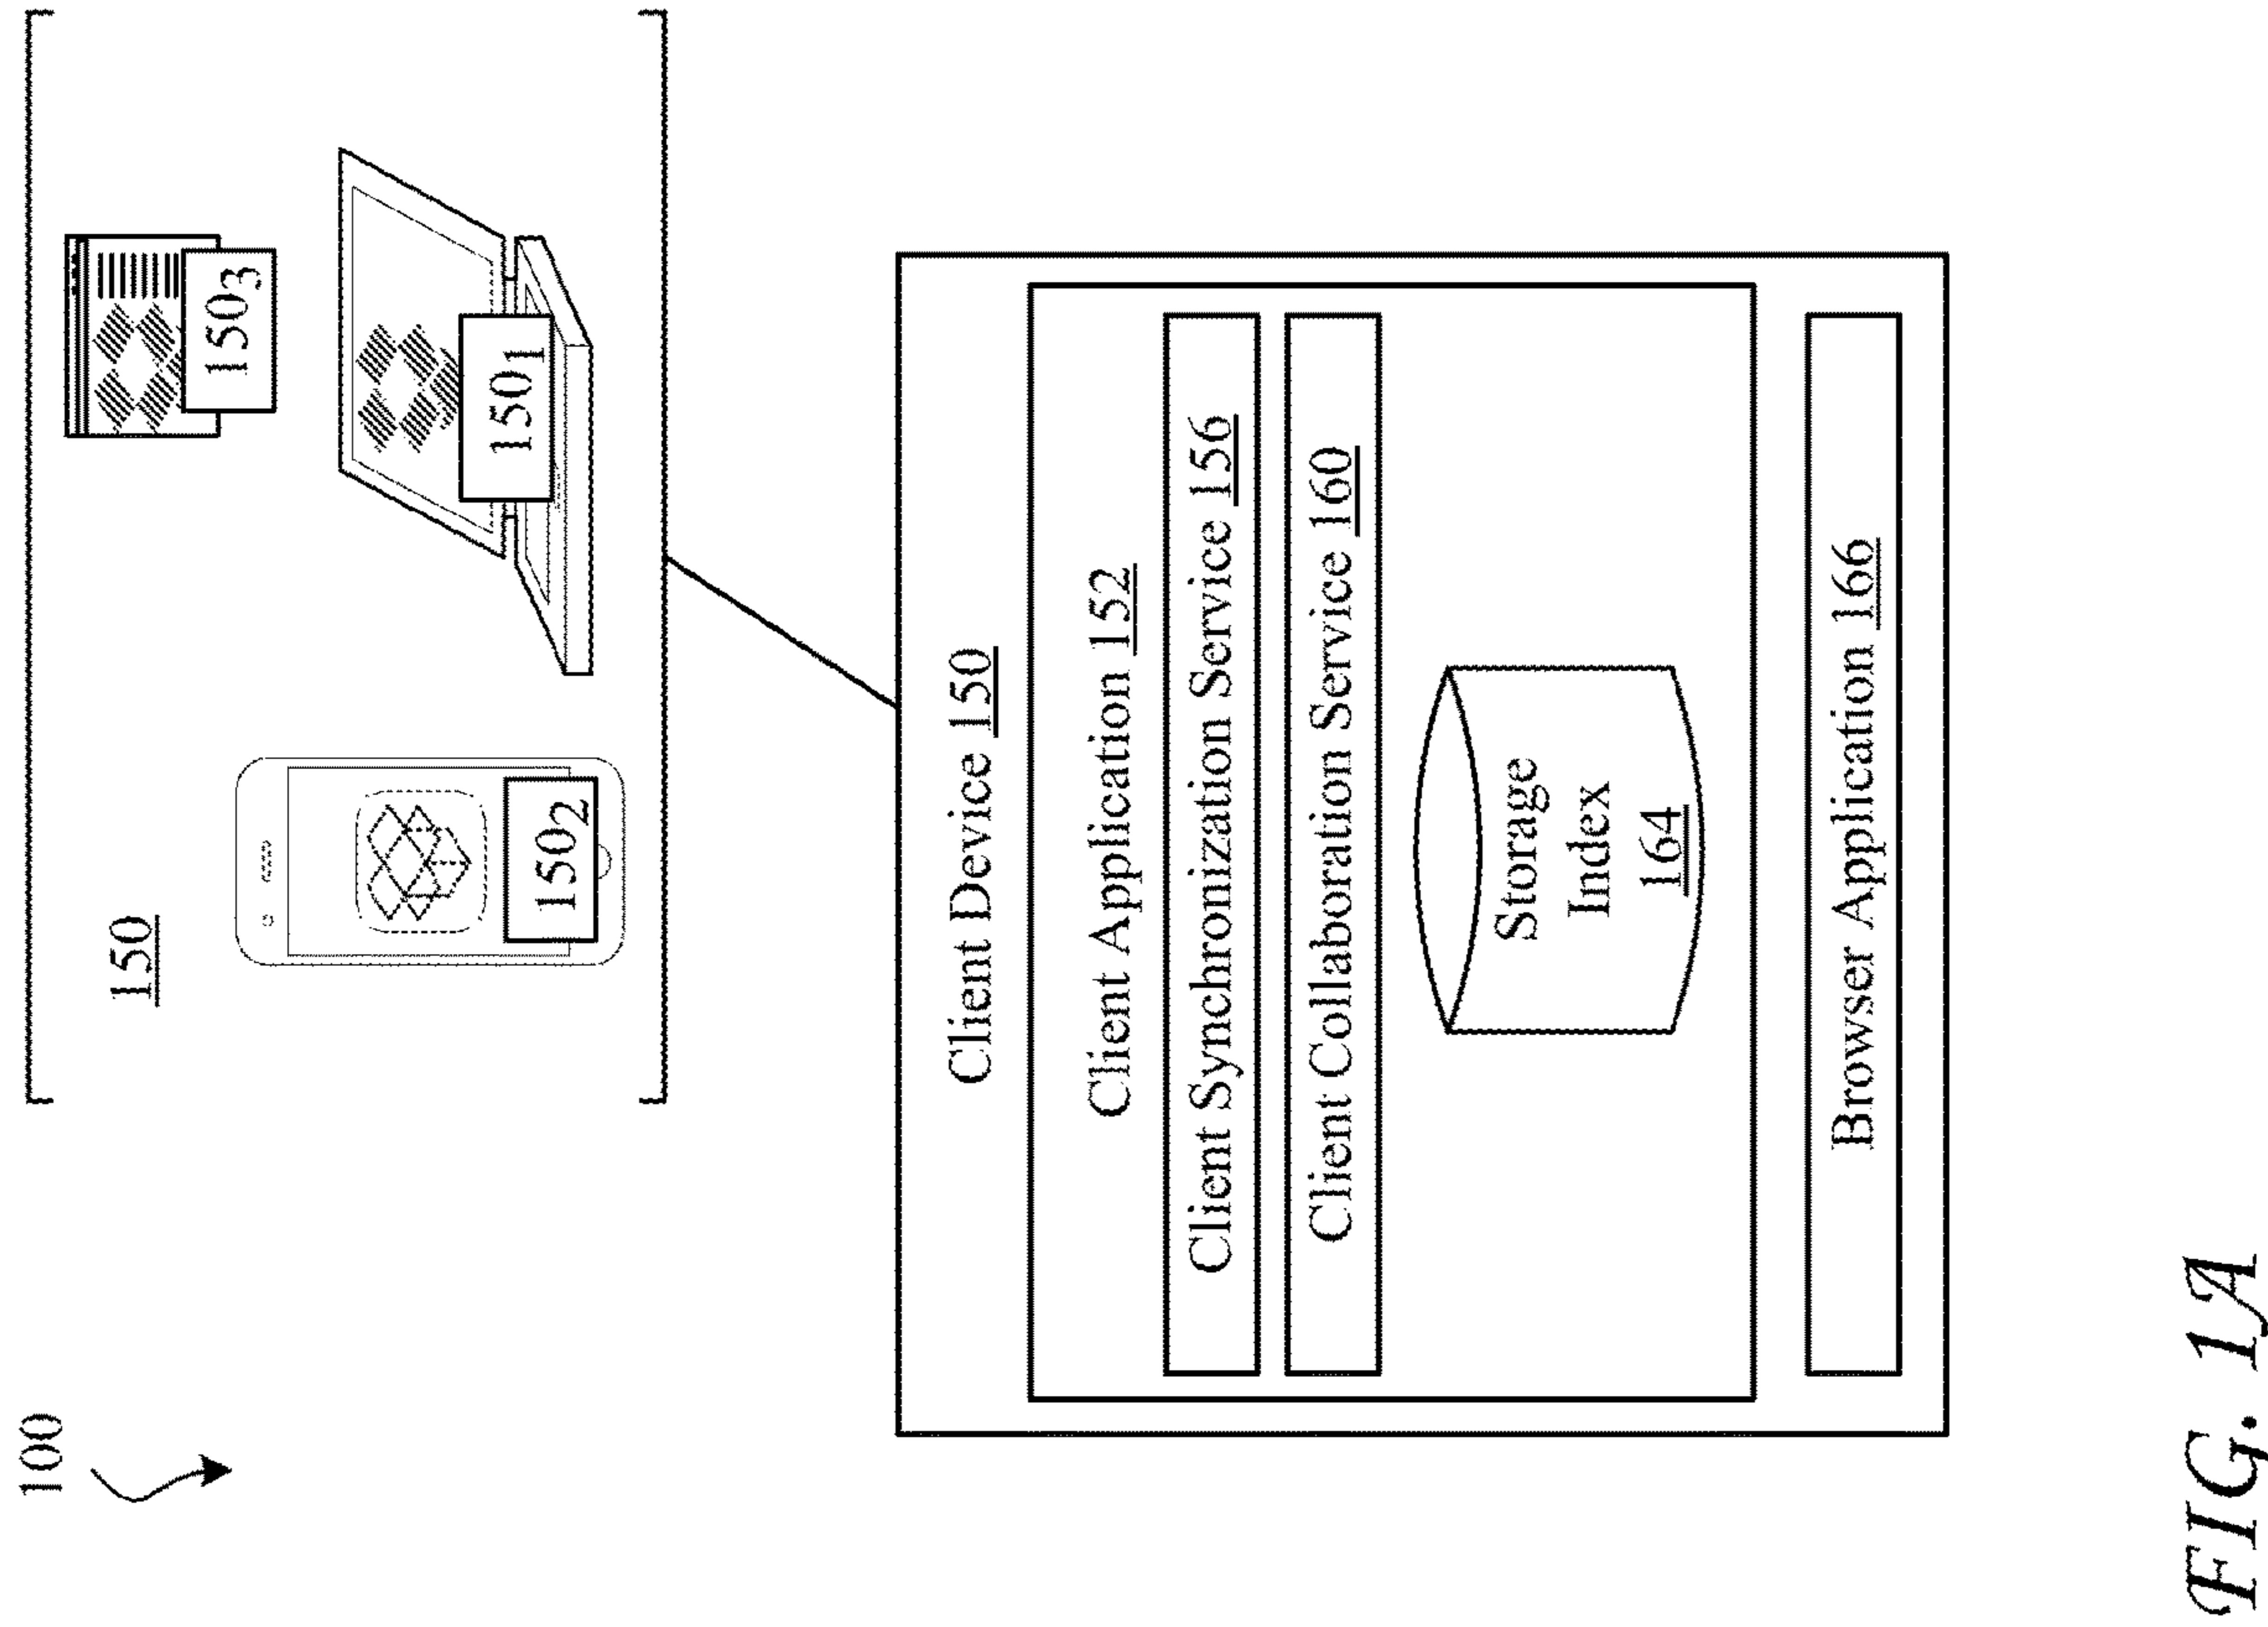 100
150
150₂
150₁
150₃
Client Device 150
Client Application 152
Client Synchronization Service 156
Client Collaboration Service 160
Storage
Index
164
Browser Application 166
FIG. 1A